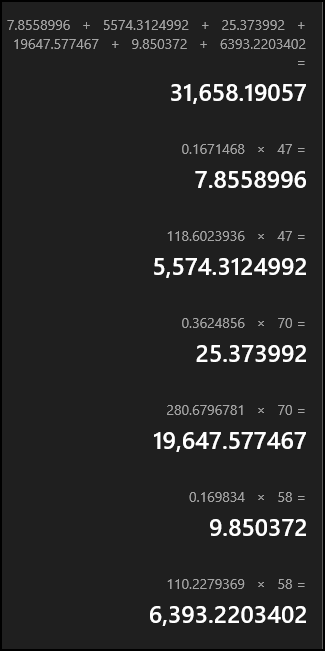 7.8558996 + 5574.3124992 + 25.373992 +
19647.577467 + 9.850372 + 6393.2203402
=
31,658.19057
0.1671468 × 47 =
7.8558996
118.6023936 × 47 =
5,574.3124992
0.3624856 × 70 =
25.373992
280.6796781 × 70 =
19,647.577467
0.169834 × 58 =
9.850372
110.2279369 × 58 =
6,393.2203402